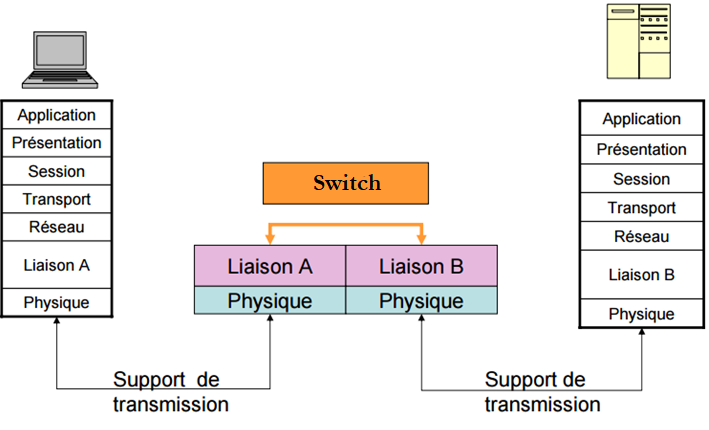 Application
Présentation
Session
Transport
Réseau
Liaison A
Physique
Switch
Liaison A
Liaison B
Physique
Physique
Support de
transmission
Support de
transmission
Application
Présentation
Session
Transport
Réseau
Liaison B
Physique